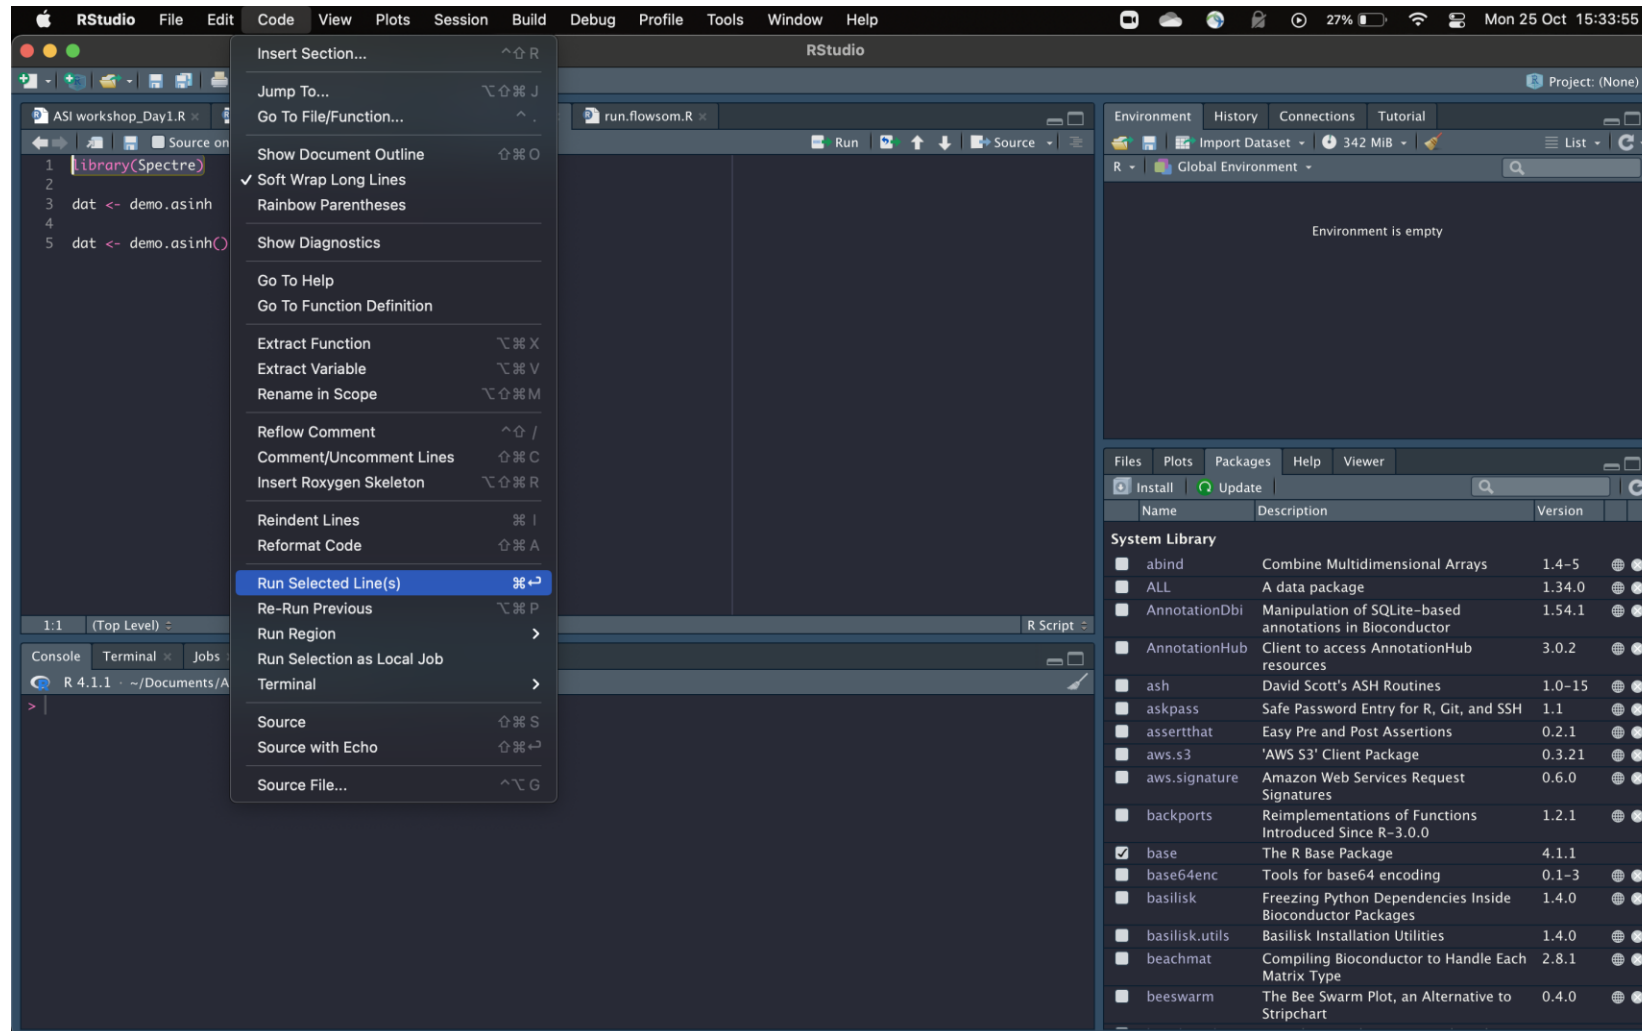 RStudio File Edit Code View Plots Session Build Debug Profile Tools Window Help 27% Mon 25 Oct 15:33:55
RStudio
Project: (None)
ASI workshop_Day1.R
run.flowsom.R
Source on
Run
Source
1 library(Spectre)
2
3 dat <- demo.asinh
4
5 dat <- demo.asinh()
1:1 (Top Level)
R Script
Insert Section... ^⇧R
Jump To... ⌥⇧⌘J
Go To File/Function... ^.
Show Document Outline ⇧⌘O
✓ Soft Wrap Long Lines
Rainbow Parentheses
Show Diagnostics
Go To Help
Go To Function Definition
Extract Function ⌥⌘X
Extract Variable ⌥⌘V
Rename in Scope ⌥⇧⌘M
Reflow Comment ^⇧/
Comment/Uncomment Lines ⇧⌘C
Insert Roxygen Skeleton ⌥⇧⌘R
Reindent Lines ⌘I
Reformat Code ⇧⌘A
Run Selected Line(s) ⌘↩
Re-Run Previous ⌥⌘P
Run Region >
Run Selection as Local Job
Terminal >
Source ⇧⌘S
Source with Echo ⇧⌘↩
Source File... ^⌥G
Console Terminal Jobs
R 4.1.1 · ~/Documents/A
>
Environment History Connections Tutorial
Import Dataset 342 MiB List
R Global Environment
Environment is empty
Files Plots Packages Help Viewer
Install Update
Name Description Version
System Library
abind Combine Multidimensional Arrays 1.4-5
ALL A data package 1.34.0
AnnotationDbi Manipulation of SQLite-based 1.54.1
annotations in Bioconductor
AnnotationHub Client to access AnnotationHub 3.0.2
resources
ash David Scott's ASH Routines 1.0-15
askpass Safe Password Entry for R, Git, and SSH 1.1
assertthat Easy Pre and Post Assertions 0.2.1
aws.s3 'AWS S3' Client Package 0.3.21
aws.signature Amazon Web Services Request 0.6.0
Signatures
backports Reimplementations of Functions 1.2.1
Introduced Since R-3.0.0
base The R Base Package 4.1.1
base64enc Tools for base64 encoding 0.1-3
basilisk Freezing Python Dependencies Inside 1.4.0
Bioconductor Packages
basilisk.utils Basilisk Installation Utilities 1.4.0
beachmat Compiling Bioconductor to Handle Each 2.8.1
Matrix Type
beeswarm The Bee Swarm Plot, an Alternative to 0.4.0
Stripchart